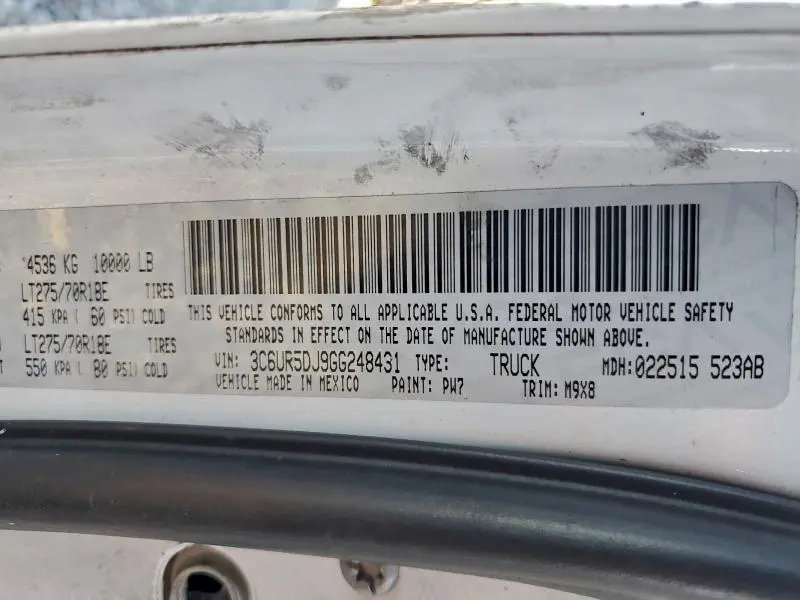 4536 KG 10000 LB
LT275/70R18E TIRES
415 KPA ( 60 PSI) COLD
LT275/70R18E TIRES
550 KPA ( 80 PSI) COLD
THIS VEHICLE CONFORMS TO ALL APPLICABLE U.S.A. FEDERAL MOTOR VEHICLE SAFETY
STANDARDS IN EFFECT ON THE DATE OF MANUFACTURE SHOWN ABOVE.
VIN: 3C6UR5DJ9GG248431 TYPE: TRUCK MDH: 022515 523AB
VEHICLE MADE IN MEXICO PAINT: PW7 TRIM: M9X8